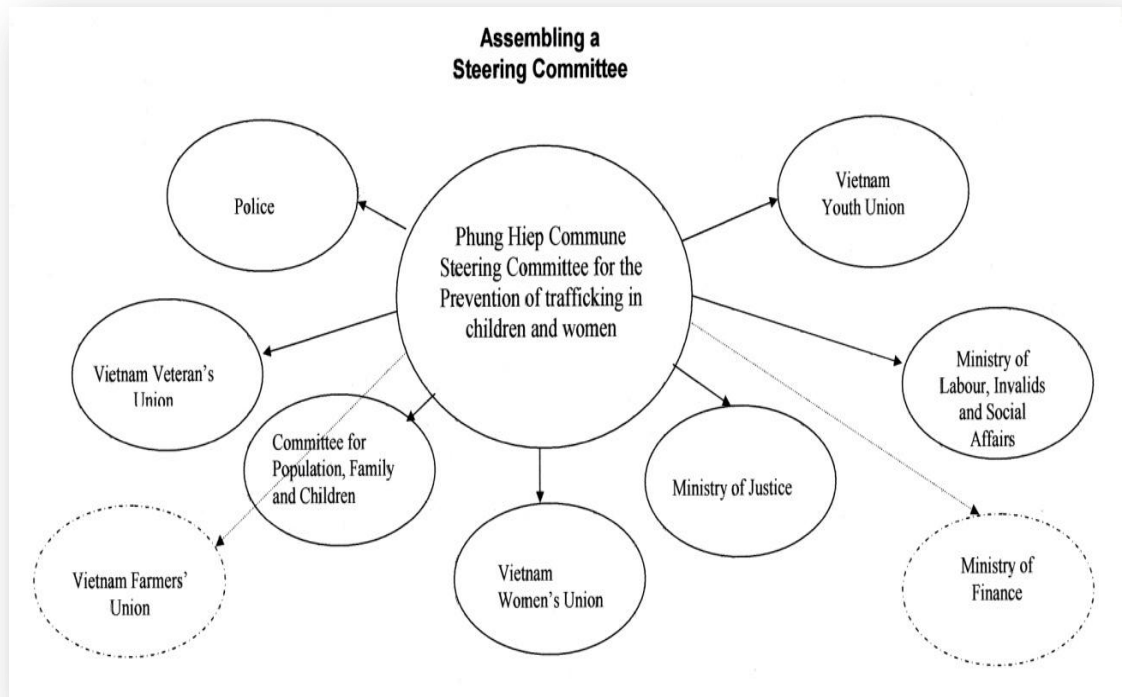 Assembling a
Steering Committee
Police
Phung Hiep Commune
Steering Committee for the
Prevention of trafficking in
children and women
Vietnam
Youth Union
Vietnam Veteran's
Union
Ministry of
Labour, Invalids
and Social
Affairs
Committee for
Population, Family
and Children
Ministry of Justice
Vietnam Farmers'
Union
Vietnam
Women's Union
Ministry of
Finance